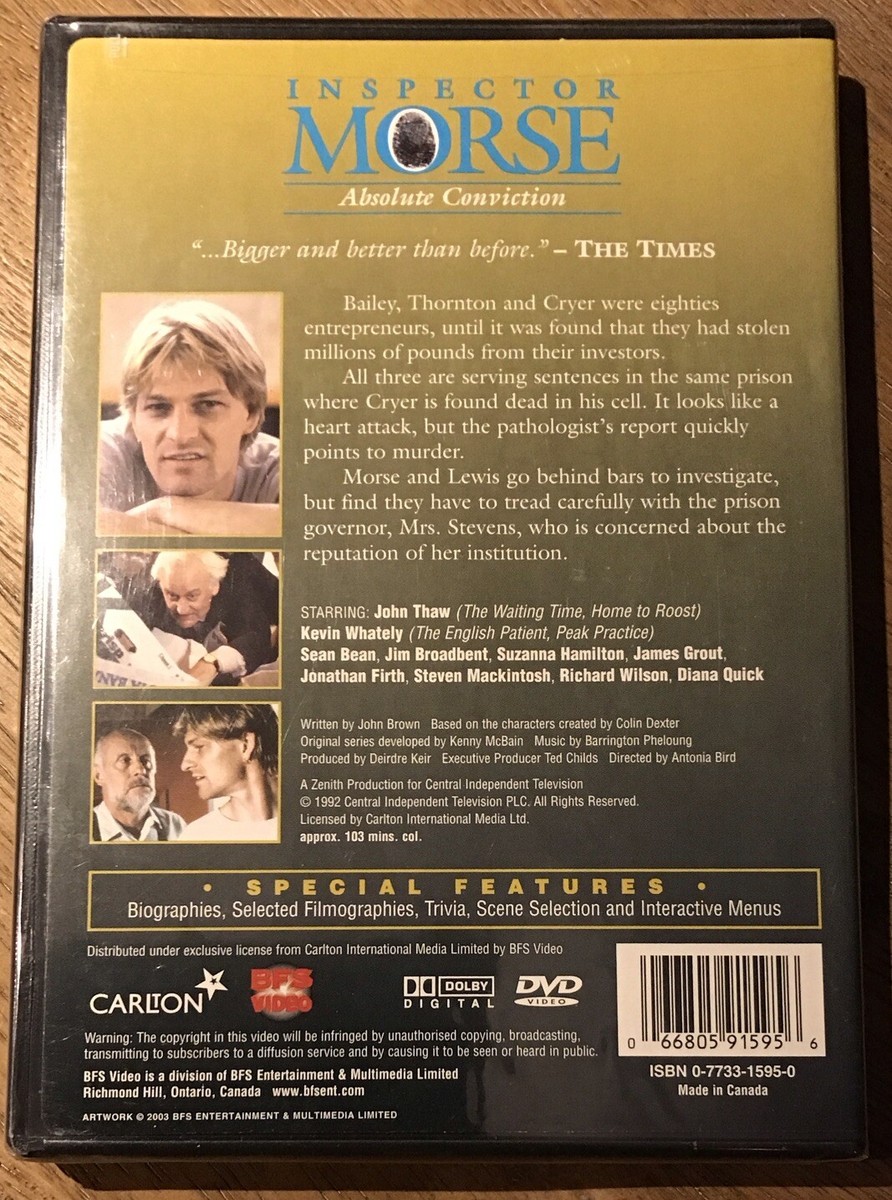 INSPECTOR
MORSE
Absolute Conviction
“...Bigger and better than before.” – THE TIMES
Bailey, Thornton and Cryer were eighties
entrepreneurs, until it was found that they had stolen
millions of pounds from their investors.
All three are serving sentences in the same prison
where Cryer is found dead in his cell. It looks like a
heart attack, but the pathologist’s report quickly
points to murder.
Morse and Lewis go behind bars to investigate,
but find they have to tread carefully with the prison
governor, Mrs. Stevens, who is concerned about the
reputation of her institution.
STARRING: John Thaw (The Waiting Time, Home to Roost)
Kevin Whately (The English Patient, Peak Practice)
Sean Bean, Jim Broadbent, Suzanna Hamilton, James Grout,
Jonathan Firth, Steven Mackintosh, Richard Wilson, Diana Quick
Written by John Brown Based on the characters created by Colin Dexter
Original series developed by Kenny McBain Music by Barrington Pheloung
Produced by Deirdre Keir Executive Producer Ted Childs Directed by Antonia Bird
A Zenith Production for Central Independent Television
© 1992 Central Independent Television PLC. All Rights Reserved.
Licensed by Carlton International Media Ltd.
approx. 103 mins. col.
• SPECIAL FEATURES •
Biographies, Selected Filmographies, Trivia, Scene Selection and Interactive Menus
Distributed under exclusive license from Carlton International Media Limited by BFS Video
CARLTON
BFS
VIDEO
DOLBY
DIGITAL
DVD
VIDEO
Warning: The copyright in this video will be infringed by unauthorised copying, broadcasting,
transmitting to subscribers to a diffusion service and by causing it to be seen or heard in public.
BFS Video is a division of BFS Entertainment & Multimedia Limited
Richmond Hill, Ontario, Canada www.bfsent.com
ARTWORK © 2003 BFS ENTERTAINMENT & MULTIMEDIA LIMITED
0 66805 91595 6
ISBN 0-7733-1595-0
Made in Canada